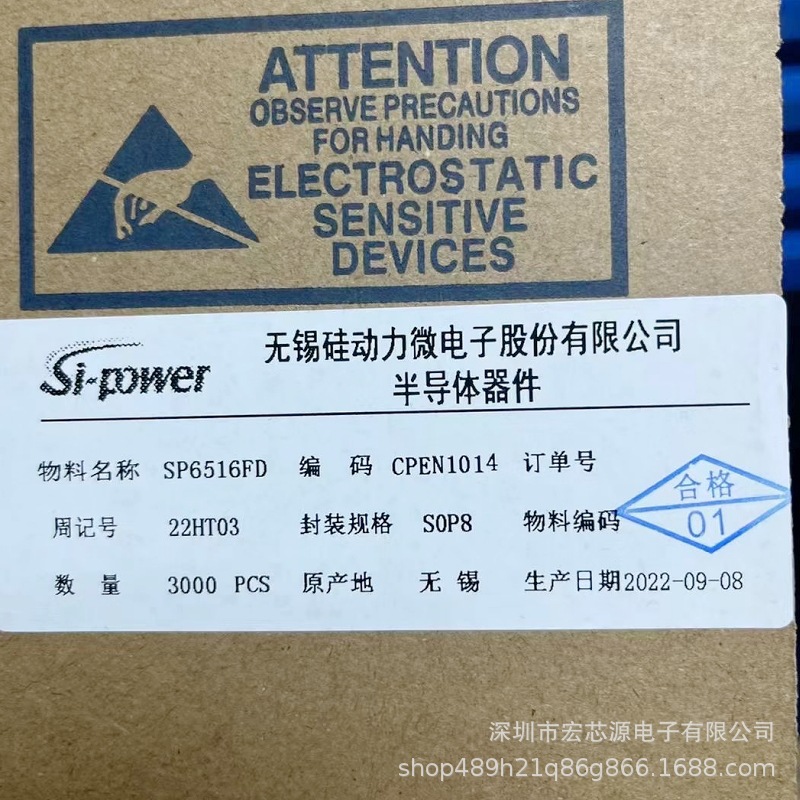 ATTENTION
OBSERVE PRECAUTIONS
FOR HANDING
ELECTROSTATIC
SENSITIVE
DEVICES
Si-power
无锡硅动力微电子股份有限公司
半导体器件
物料名称 SP6516FD 编 码 CPEN1014 订单号
周记号 22HT03 封装规格 SOP8 物料编码
数 量 3000 PCS 原产地 无 锡 生产日期2022-09-08
合格
01
深圳市宏芯源电子有限公司
shop489h21q86g866.1688.com